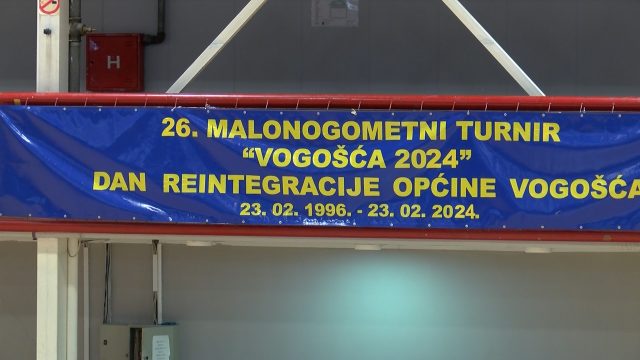 H
26. MALONOGOMETNI TURNIR
“VOGOŠĆA 2024”
DAN REINTEGRACIJE OPĆINE VOGOŠĆA
23. 02. 1996. - 23. 02. 2024.